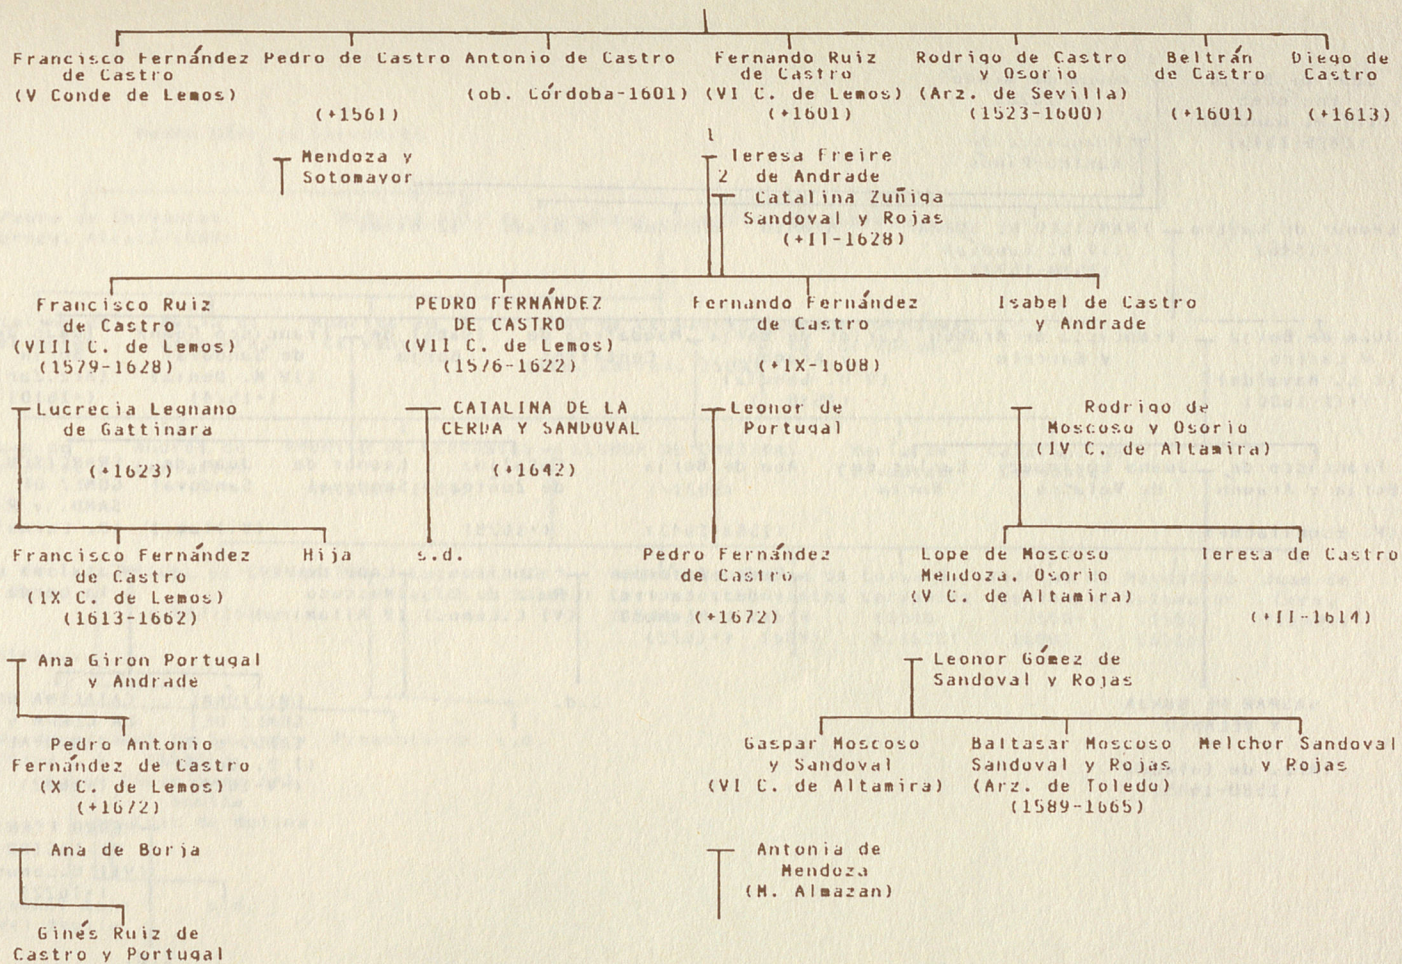 Francisco Fernández
de Castro
(V Conde de Lemos)
Pedro de Castro
(+1561)
Antonio de Castro
(ob. Córdoba-1601)
Fernando Ruiz
de Castro
(VI C. de Lemos)
(+1601)
Rodrigo de Castro
y Osorio
(Arz. de Sevilla)
(1523-1600)
Beltrán
de Castro
(+1601)
Diego de
Castro
(+1613)
Mendoza y
Sotomayor
1
Teresa Freire
de Andrade
2
Catalina Zuñiga
Sandoval y Rojas
(+II-1628)
Francisco Ruiz
de Castro
(VIII C. de Lemos)
(1579-1628)
PEDRO FERNÁNDEZ
DE CASTRO
(VII C. de Lemos)
(1576-1622)
Fernando Fernández
de Castro
(+IX-1608)
Isabel de Castro
y Andrade
Lucrecia Legnano
de Gattinara
(+1623)
CATALINA DE LA
CERDA Y SANDOVAL
(+1642)
Leonor de
Portugal
Rodrigo de
Moscoso y Osorio
(IV C. de Altamira)
Francisco Fernández
de Castro
(IX C. de Lemos)
(1613-1662)
Hija
s.d.
Pedro Fernández
de Castro
(+1672)
Lope de Moscoso
Mendoza. Osorio
(V C. de Altamira)
Teresa de Castro
(+II-1614)
Ana Giron Portugal
y Andrade
Leonor Gómez de
Sandoval y Rojas
Pedro Antonio
Fernández de Castro
(X C. de Lemos)
(+1672)
Gaspar Moscoso
y Sandoval
(VI C. de Altamira)
Baltasar Moscoso
Sandoval y Rojas
(Arz. de Toledo)
(1589-1665)
Melchor Sandoval
y Rojas
Ana de Borja
Antonia de
Mendoza
(M. Almazan)
Ginés Ruiz de
Castro y Portugal